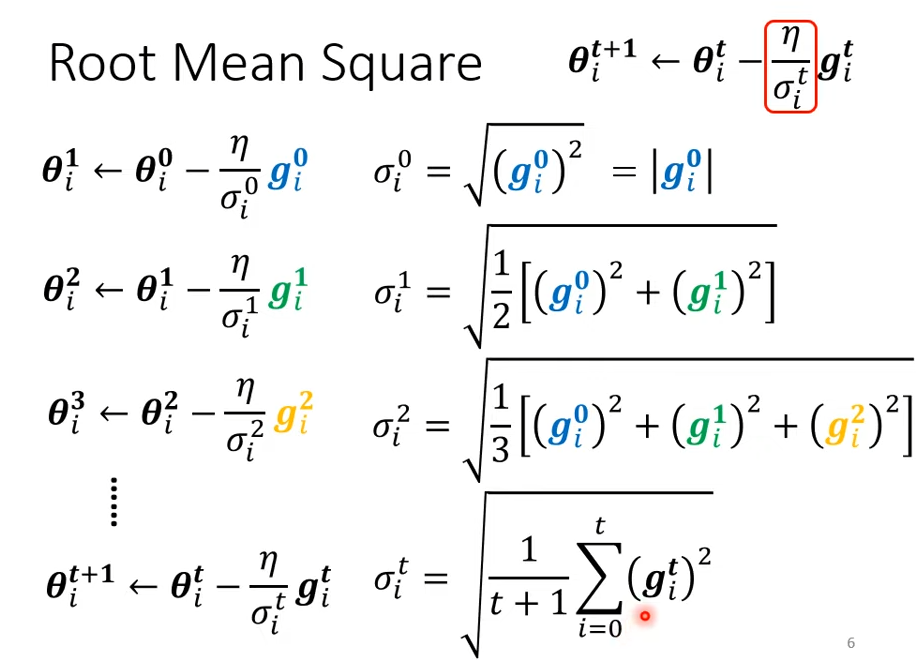 Root Mean Square θᵢᵗ⁺¹ ← θᵢᵗ − η/σᵢᵗ gᵢᵗ
θᵢ¹ ← θᵢ⁰ − η/σᵢ⁰ gᵢ⁰ σᵢ⁰ = √((gᵢ⁰)²) = |gᵢ⁰|
θᵢ² ← θᵢ¹ − η/σᵢ¹ gᵢ¹ σᵢ¹ = √(1/2[(gᵢ⁰)² + (gᵢ¹)²])
θᵢ³ ← θᵢ² − η/σᵢ² gᵢ² σᵢ² = √(1/3[(gᵢ⁰)² + (gᵢ¹)² + (gᵢ²)²])
⋮
θᵢᵗ⁺¹ ← θᵢᵗ − η/σᵢᵗ gᵢᵗ σᵢᵗ = √(1/(t + 1) ∑_{i=0}^{t} (gᵢᵗ)²)
6